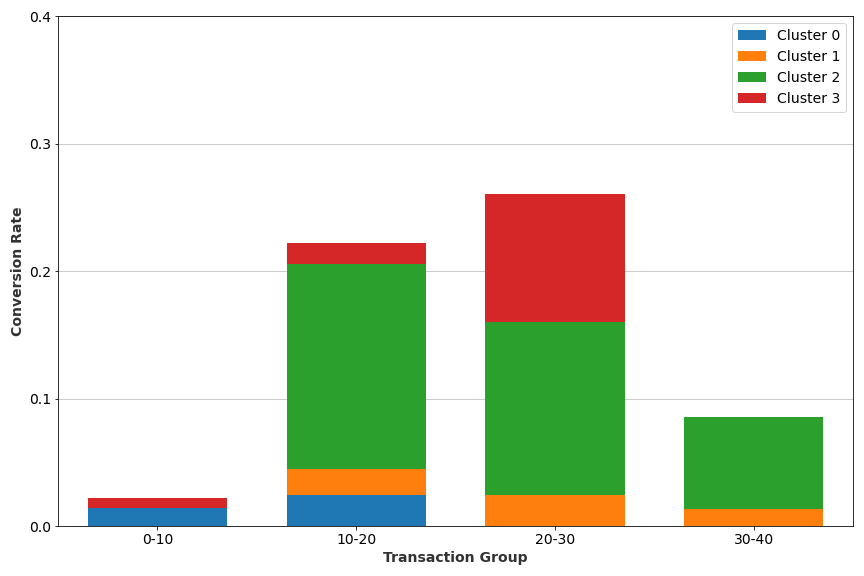 0.4
0.3
0.2
0.1
0.0
Conversion Rate
Cluster 0
Cluster 1
Cluster 2
Cluster 3
0-10
10-20
20-30
30-40
Transaction Group